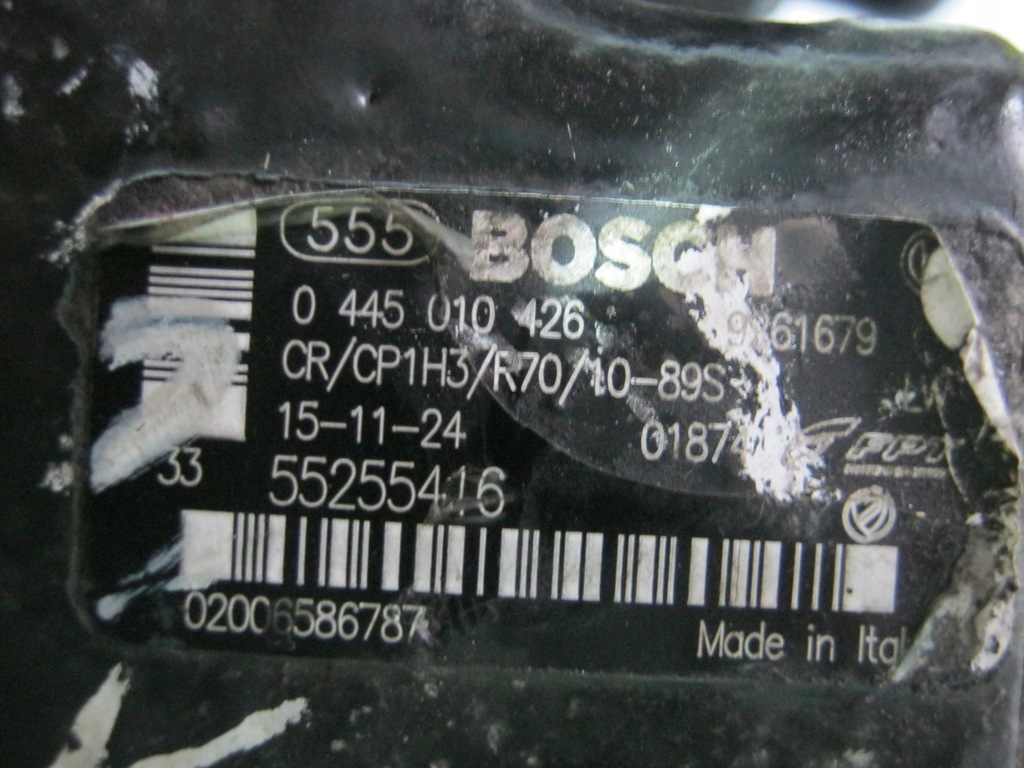 555 BOSCH
0 445 010 426
CR/CP1H3/R70/10-89S
15-11-24
33
55255416
02006586787
Made in